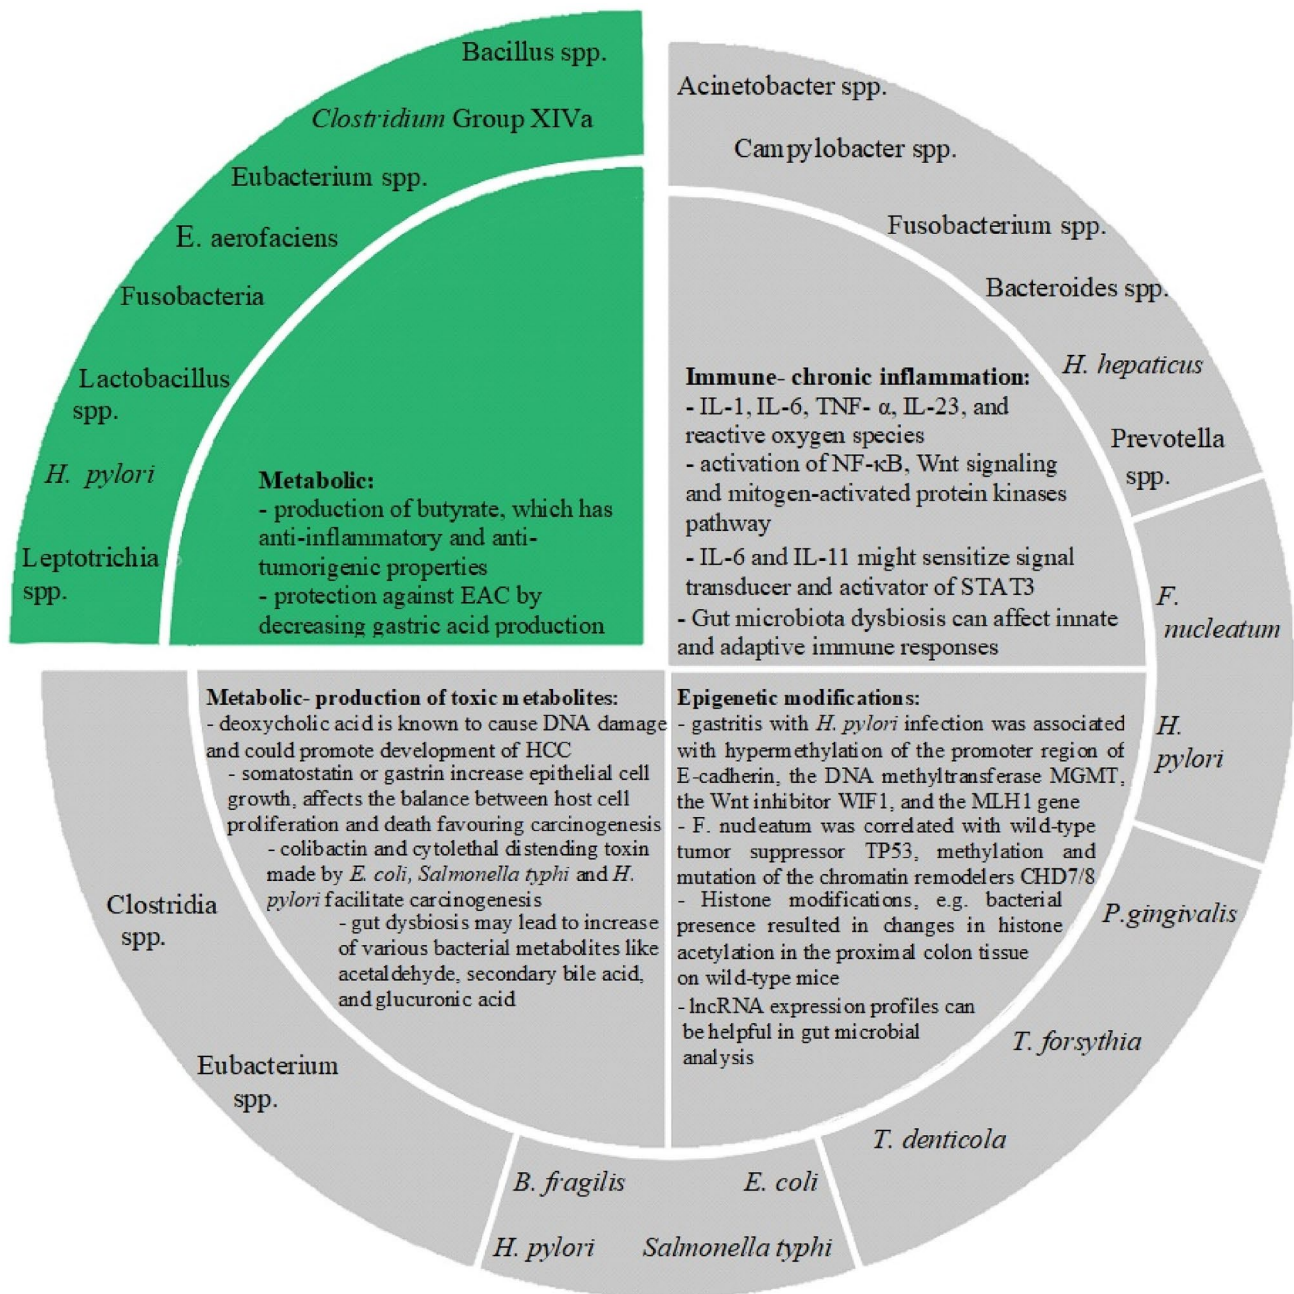 Bacillus spp.
Clostridium Group XIVa
Eubacterium spp.
E. aerofaciens
Fusobacteria
Lactobacillus
spp.
H. pylori
Leptotrichia
spp.
Metabolic:
- production of butyrate, which has
anti-inflammatory and anti-
tumorigenic properties
- protection against EAC by
decreasing gastric acid production
Acinetobacter spp.
Campylobacter spp.
Fusobacterium spp.
Bacteroides spp.
H. hepaticus
Prevotella
spp.
Immune- chronic inflammation:
- IL-1, IL-6, TNF- α, IL-23, and
reactive oxygen species
- activation of NF-κB, Wnt signaling
and mitogen-activated protein kinases
pathway
- IL-6 and IL-11 might sensitize signal
transducer and activator of STAT3
- Gut microbiota dysbiosis can affect innate
and adaptive immune responses
F.
nucleatum
H.
pylori
P.gingivalis
T. forsythia
T. denticola
Metabolic- production of toxic metabolites:
- deoxycholic acid is known to cause DNA damage
and could promote development of HCC
- somatostatin or gastrin increase epithelial cell
growth, affects the balance between host cell
proliferation and death favouring carcinogenesis
- colibactin and cytolethal distending toxin
made by E. coli, Salmonella typhi and H.
pylori facilitate carcinogenesis
- gut dysbiosis may lead to increase
of various bacterial metabolites like
acetaldehyde, secondary bile acid,
and glucuronic acid
Epigenetic modifications:
- gastritis with H. pylori infection was associated
with hypermethylation of the promoter region of
E-cadherin, the DNA methyltransferase MGMT,
the Wnt inhibitor WIF1, and the MLH1 gene
- F. nucleatum was correlated with wild-type
tumor suppressor TP53, methylation and
mutation of the chromatin remodelers CHD7/8
- Histone modifications, e.g. bacterial
presence resulted in changes in histone
acetylation in the proximal colon tissue
on wild-type mice
- lncRNA expression profiles can
be helpful in gut microbial
analysis
Clostridia
spp.
Eubacterium
spp.
B. fragilis
E. coli
H. pylori
Salmonella typhi